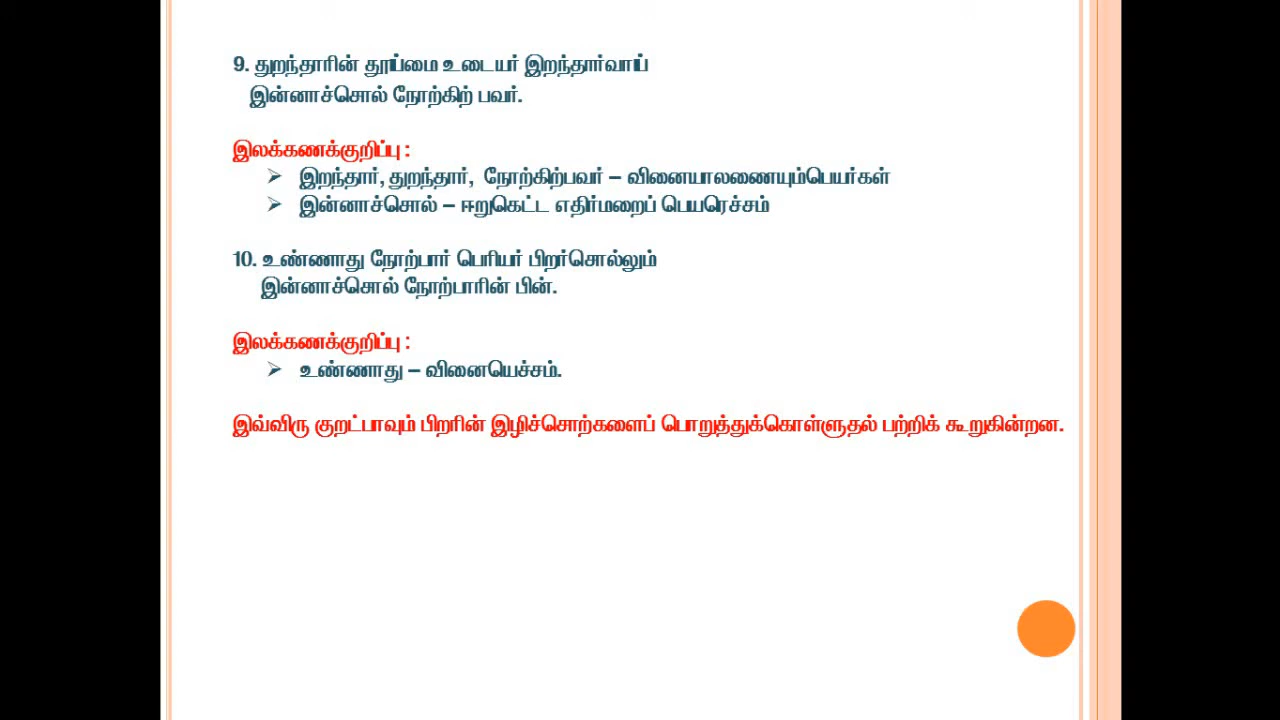 9. துறந்தாரின் தூய்மை உடையர் இறந்தார்வாய்
இன்னாச்சொல் நோற்கிற் பவர்.
இலக்கணக்குறிப்பு :
இறந்தார், துறந்தார், நோற்கிற்பவர் – வினையாலணையும்பெயர்கள்
இன்னாச்சொல் – ஈறுகெட்ட எதிர்மறைப் பெயரெச்சம்
10. உண்ணாது நோற்பார் பெரியர் பிறர்சொல்லும்
இன்னாச்சொல் நோற்பாரின் பின்.
இலக்கணக்குறிப்பு :
உண்ணாது – வினையெச்சம்.
இவ்விரு குறட்பாவும் பிறரின் இழிச்சொற்களைப் பொறுத்துக்கொள்ளுதல் பற்றிக் கூறுகின்றன.